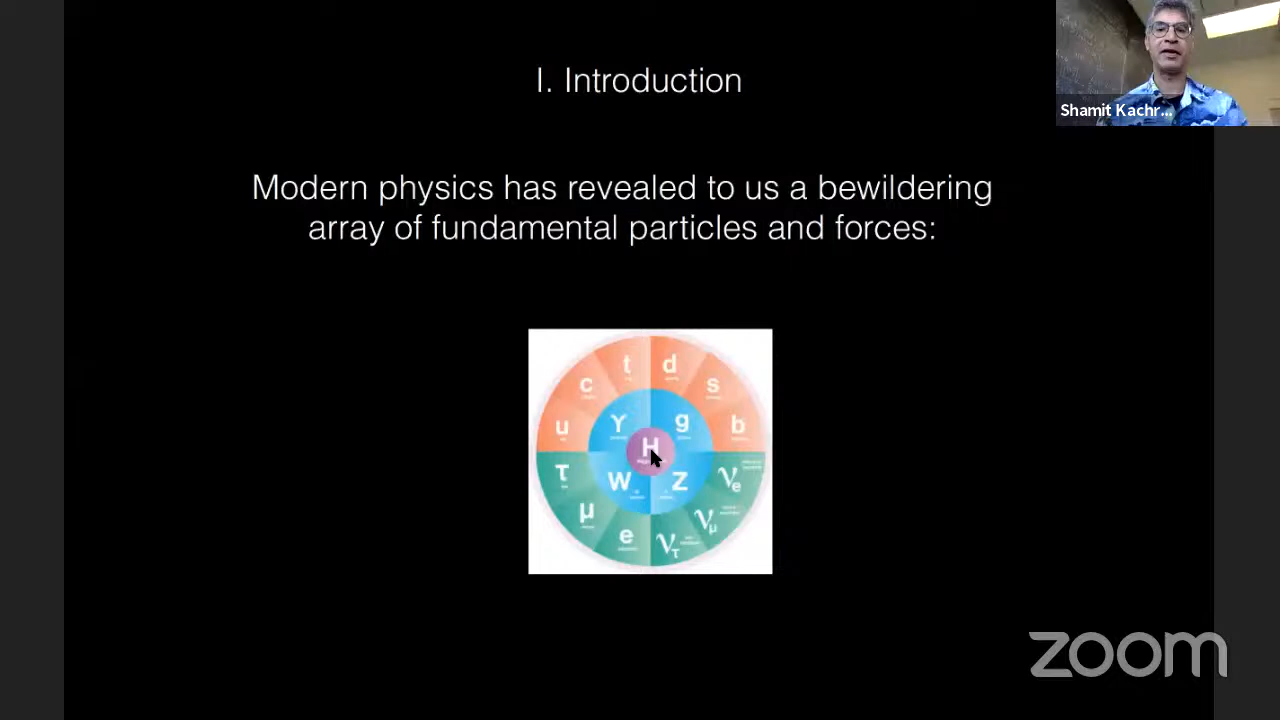 I. Introduction
Shamit Kachr...
Modern physics has revealed to us a bewildering
array of fundamental particles and forces:
t d
c s
u γ g b
H
τ W Z νe
μ νμ
e ντ
zoom